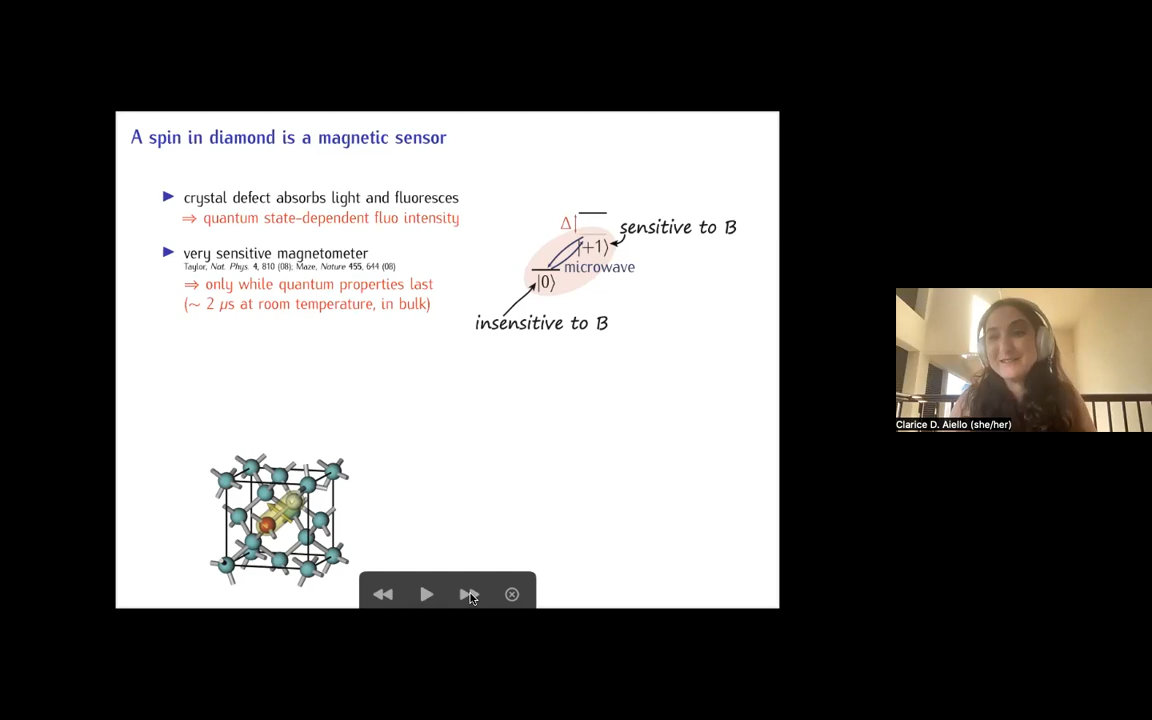 A spin in diamond is a magnetic sensor
▶ crystal defect absorbs light and fluoresces
⇒ quantum state-dependent fluo intensity
▶ very sensitive magnetometer
Taylor, Nat. Phys. 4, 810 (08); Maze, Nature 455, 644 (08)
⇒ only while quantum properties last
(~ 2 µs at room temperature, in bulk)
Δ
sensitive to B
|+1⟩
microwave
|0⟩
insensitive to B
Clarice D. Aiello (she/her)